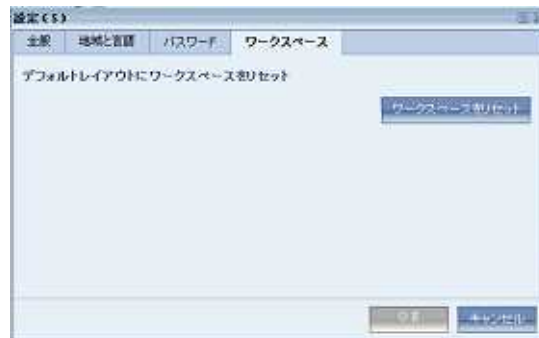 設定(S)
全般 地域と言語 パスワード ワークスペース
デフォルトレイアウトにワークスペースをリセット
ワークスペースをリセット
キャンセル